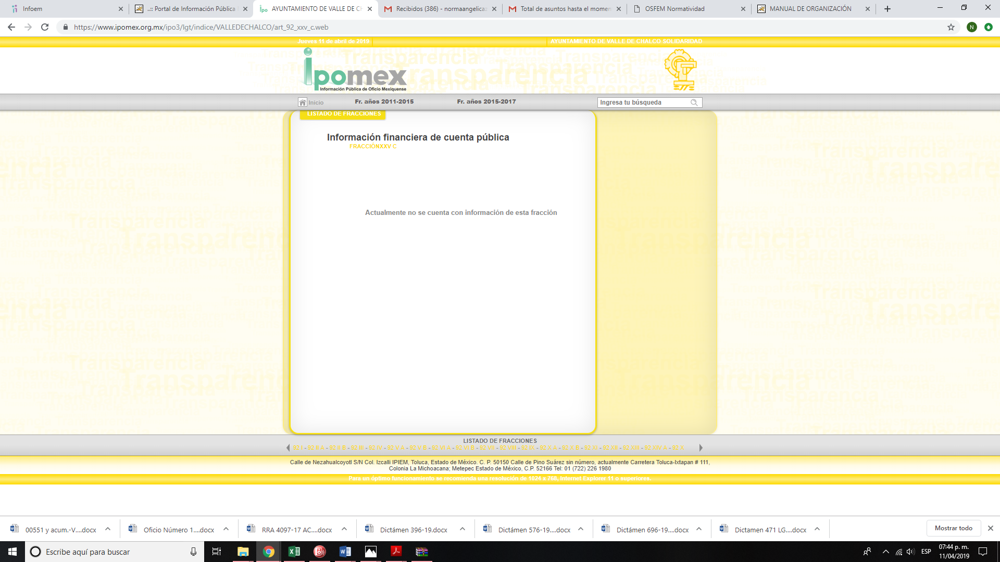 Infoem
..:: Portal de Información Pública
AYUNTAMIENTO DE VALLE DE CH
Recibidos (386) - normaangelica
Total de asuntos hasta el momen
OSFEM Normatividad
MANUAL DE ORGANIZACIÓN
https://www.ipomex.org.mx/ipo3/lgt/indice/VALLEDECHALCO/art_92_xxv_c.web
N
Jueves 11 de abril de 2019
AYUNTAMIENTO DE VALLE DE CHALCO SOLIDARIDAD
Transparencia
ipomex
Información Pública de Oficio Mexiquense
Inicio
Fr. años 2011-2015
Fr. años 2015-2017
Ingresa tu búsqueda
LISTADO DE FRACCIONES
Información financiera de cuenta pública
FRACCIÓNXXV C
Actualmente no se cuenta con información de esta fracción
LISTADO DE FRACCIONES
92 I - 92 II A - 92 II B - 92 III - 92 IV - 92 V A - 92 V B - 92 VI A - 92 VI B - 92 VII - 92 VIII - 92 IX - 92 X A - 92 X B - 92 XI - 92 XII - 92 XIII - 92 XIV A - 92 X
Calle de Nezahualcoyotl S/N Col. Izcalli IPIEM, Toluca, Estado de México. C. P. 50150 Calle de Pino Suárez sin número, actualmente Carretera Toluca-Ixtapan # 111,
Colonia La Michoacana; Metepec Estado de México, C.P. 52166 Tel: 01 (722) 226 1980
Para un óptimo funcionamiento se recomienda una resolución de 1024 x 768, Internet Explorer 11 o superiores.
00551 y acum.-V....docx
Oficio Número 1....docx
RRA 4097-17 AC....docx
Dictámen 396-19.docx
Dictámen 576-19....docx
Dictámen 696-19....docx
Dictamen 471 LG....docx
Mostrar todo
Escribe aquí para buscar
ESP
07:44 p. m.
11/04/2019